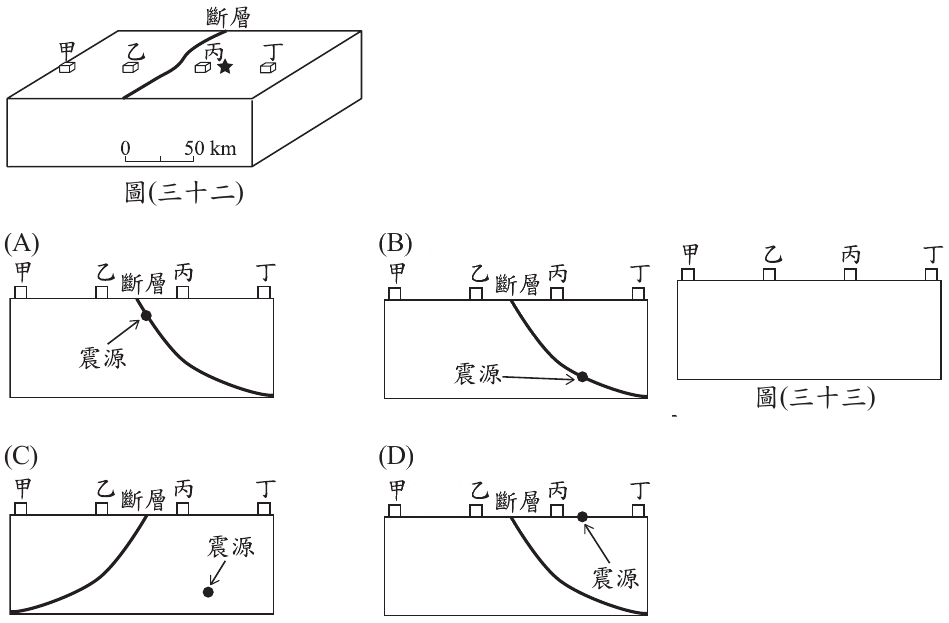 斷層
甲 乙 丙 丁
0 50 km
圖(三十二)
(A)
甲 乙 斷層 丙 丁
震源
(B)
甲 乙 斷層 丙 丁
震源
甲 乙 丙 丁
圖(三十三)
(C)
甲 乙 斷層 丙 丁
震源
(D)
甲 乙 斷層 丙 丁
震源